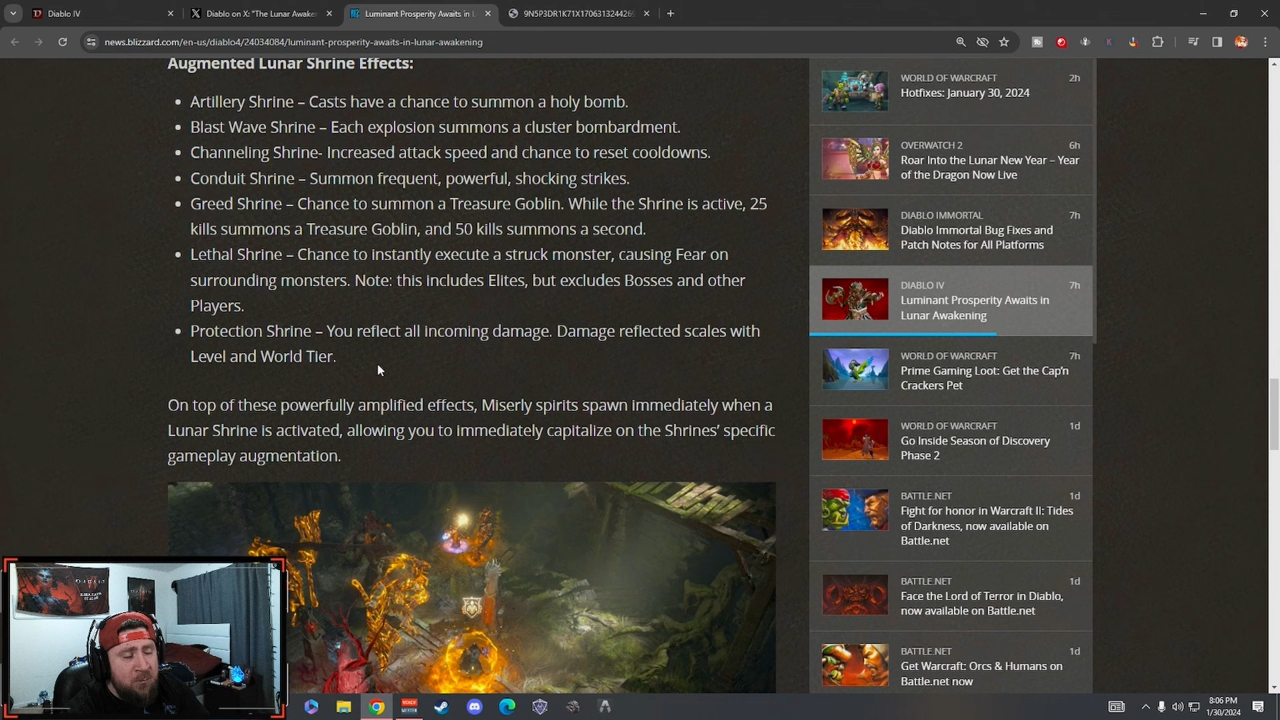 Diablo IV
Diablo on X: "The Lunar Awake
Luminant Prosperity Awaits in L
9N5P3DR1K71X1706313244265
news.blizzard.com/en-us/diablo4/24034084/luminant-prosperity-awaits-in-lunar-awakening
Augmented Lunar Shrine Effects:
Artillery Shrine – Casts have a chance to summon a holy bomb.
Blast Wave Shrine – Each explosion summons a cluster bombardment.
Channeling Shrine- Increased attack speed and chance to reset cooldowns.
Conduit Shrine – Summon frequent, powerful, shocking strikes.
Greed Shrine – Chance to summon a Treasure Goblin. While the Shrine is active, 25
kills summons a Treasure Goblin, and 50 kills summons a second.
Lethal Shrine – Chance to instantly execute a struck monster, causing Fear on
surrounding monsters. Note: this includes Elites, but excludes Bosses and other
Players.
Protection Shrine – You reflect all incoming damage. Damage reflected scales with
Level and World Tier.
On top of these powerfully amplified effects, Miserly spirits spawn immediately when a
Lunar Shrine is activated, allowing you to immediately capitalize on the Shrines' specific
gameplay augmentation.
WORLD OF WARCRAFT 2h
Hotfixes: January 30, 2024
OVERWATCH 2 6h
Roar Into the Lunar New Year – Year
of the Dragon Now Live
DIABLO IMMORTAL 7h
Diablo Immortal Bug Fixes and
Patch Notes for All Platforms
DIABLO IV 7h
Luminant Prosperity Awaits in
Lunar Awakening
WORLD OF WARCRAFT 7h
Prime Gaming Loot: Get the Cap'n
Crackers Pet
WORLD OF WARCRAFT 1d
Go Inside Season of Discovery
Phase 2
BATTLE.NET 1d
Fight for honor in Warcraft II: Tides
of Darkness, now available on
Battle.net
BATTLE.NET 1d
Face the Lord of Terror in Diablo,
now available on Battle.net
BATTLE.NET 1d
Get Warcraft: Orcs & Humans on
Battle.net now
8:06 PM
1/30/2024